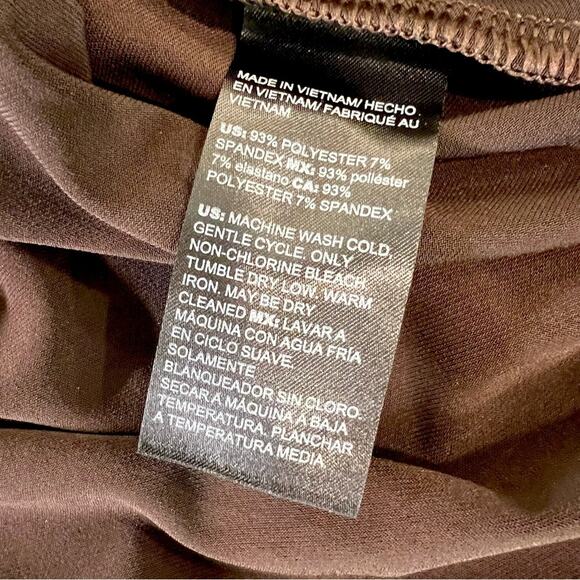 MADE IN VIETNAM/ HECHO
EN VIETNAM/ FABRIQUÉ AU
VIETNAM
US: 93% POLYESTER 7%
SPANDEX MX: 93% poliéster
7% elastano CA: 93%
POLYESTER 7% SPANDEX
US: MACHINE WASH COLD,
GENTLE CYCLE. ONLY
NON-CHLORINE BLEACH.
TUMBLE DRY LOW. WARM
IRON. MAY BE DRY
CLEANED MX: LAVAR A
MÁQUINA CON AGUA FRÍA
EN CICLO SUAVE.
SOLAMENTE
BLANQUEADOR SIN CLORO.
SECAR A MÁQUINA A BAJA
TEMPERATURA. PLANCHAR
A TEMPERATURA MEDIA